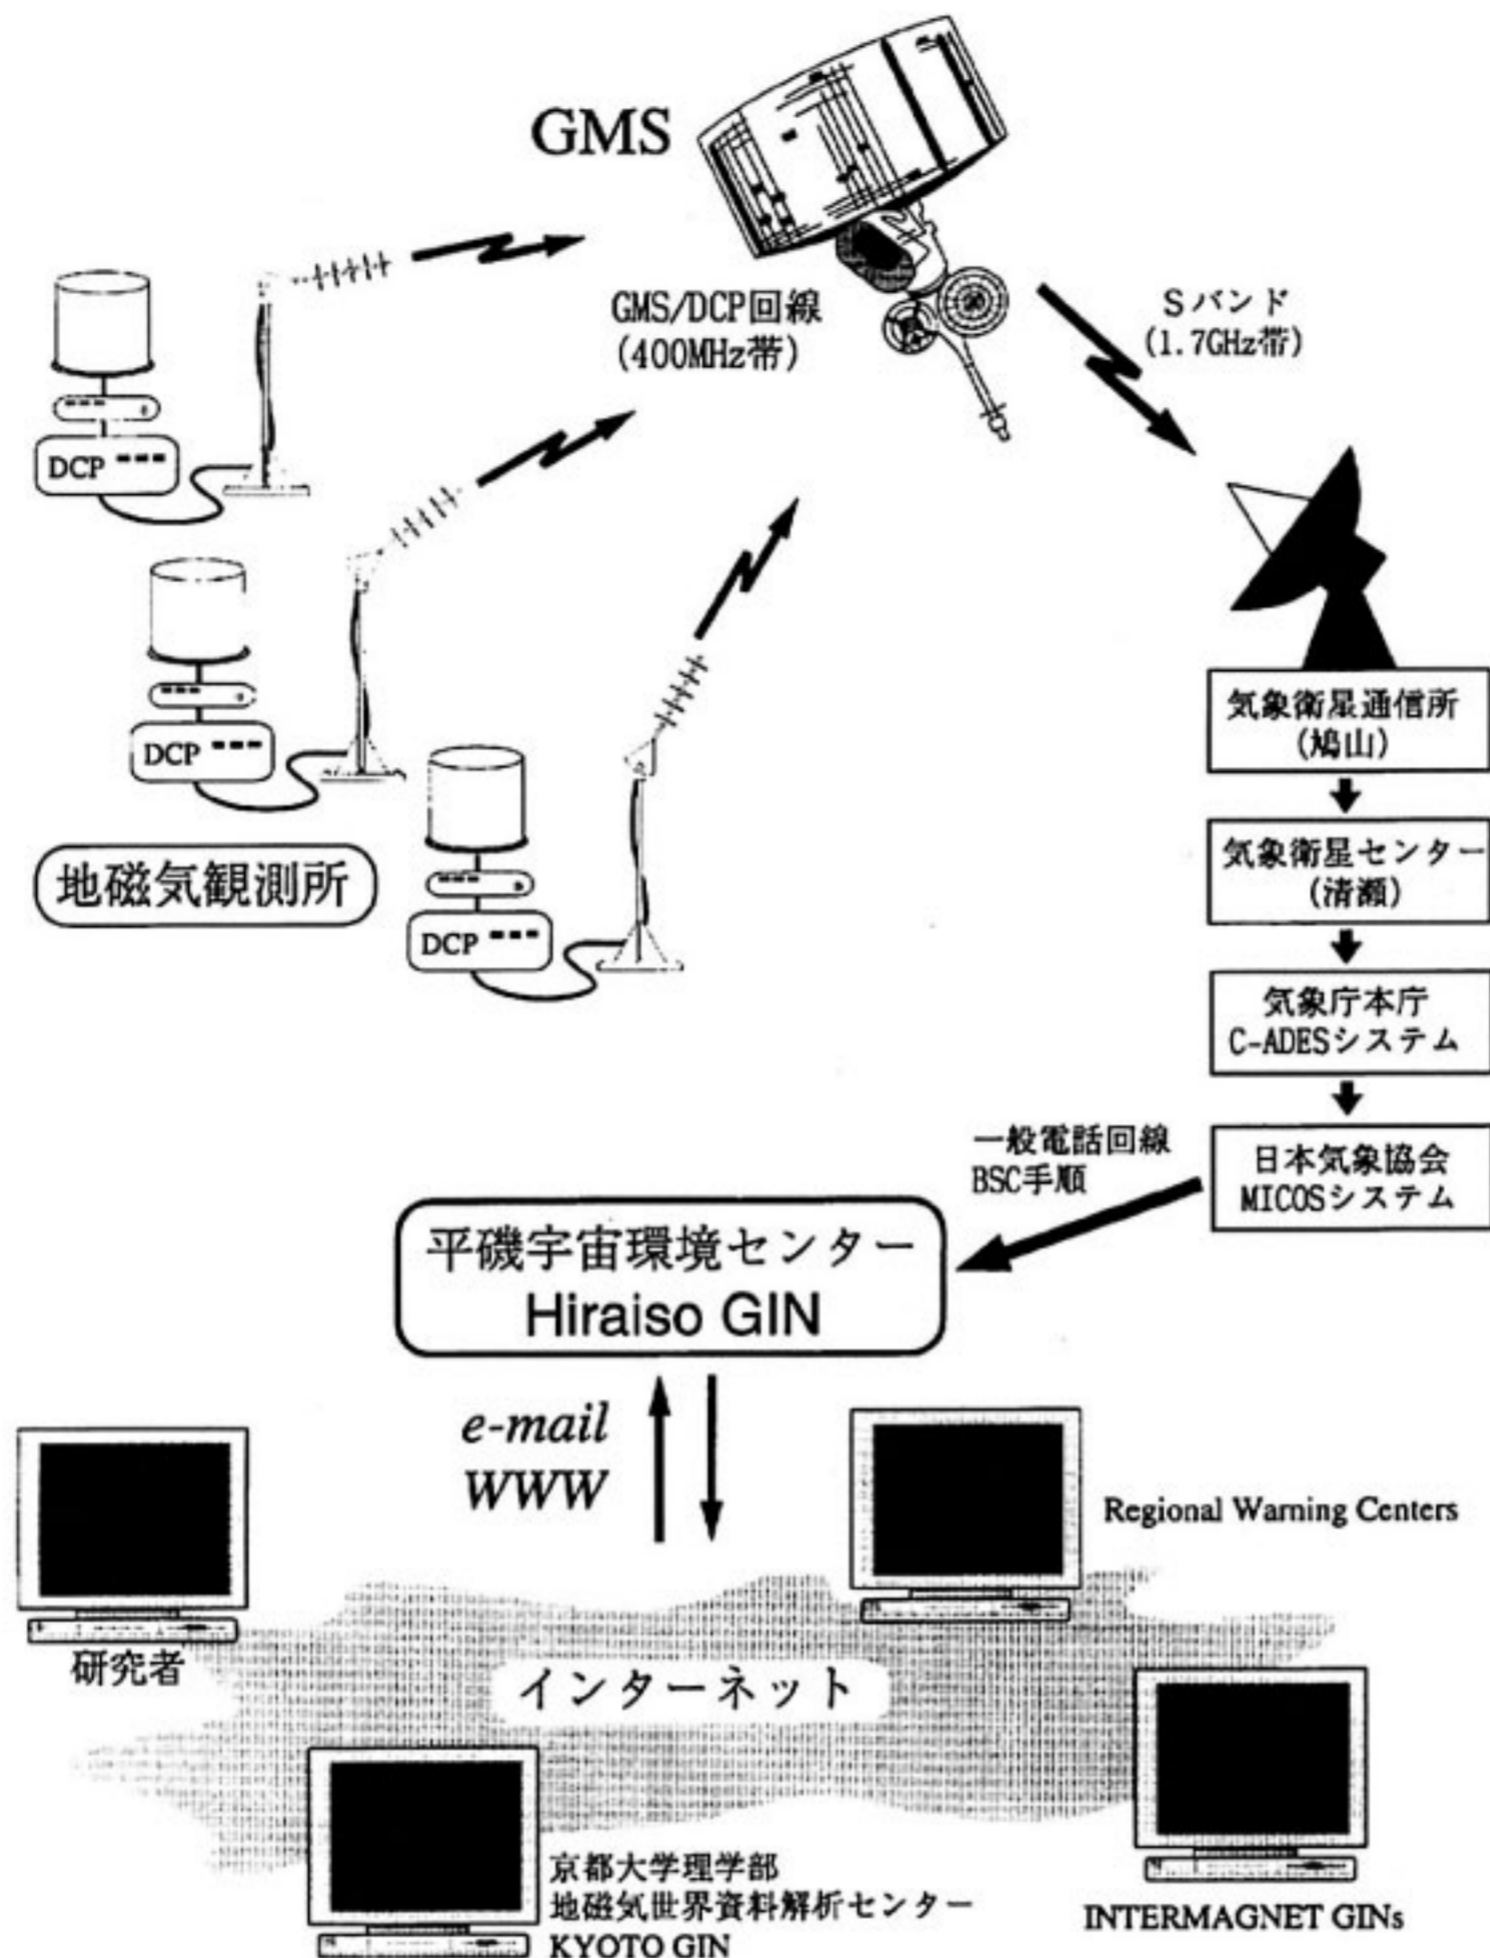 GMS
GMS/DCP回線
(400MHz帯)
Sバンド
(1.7GHz帯)
DCP
DCP
DCP
地磁気観測所
気象衛星通信所
(鳩山)
気象衛星センター
(清瀬)
気象庁本庁
C-ADESシステム
日本気象協会
MICOSシステム
一般電話回線
BSC手順
平磯宇宙環境センター
Hiraiso GIN
e-mail
WWW
Regional Warning Centers
研究者
インターネット
京都大学理学部
地磁気世界資料解析センター
KYOTO GIN
INTERMAGNET GINs